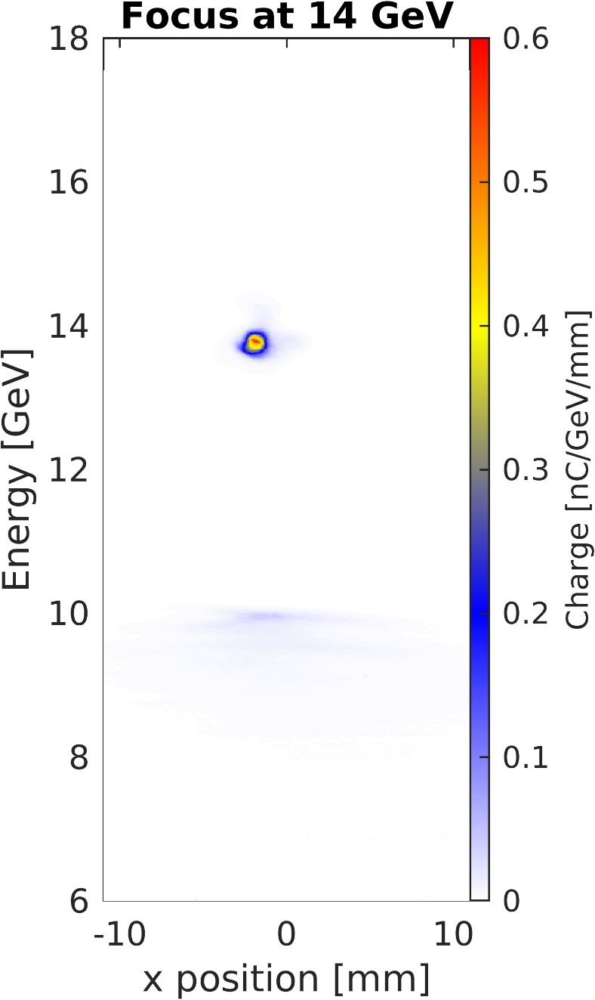 Focus at 14 GeV
18
16
14
12
10
8
6
Energy [GeV]
-10 0 10
x position [mm]
0.6
0.5
0.4
0.3
0.2
0.1
0
Charge [nC/GeV/mm]